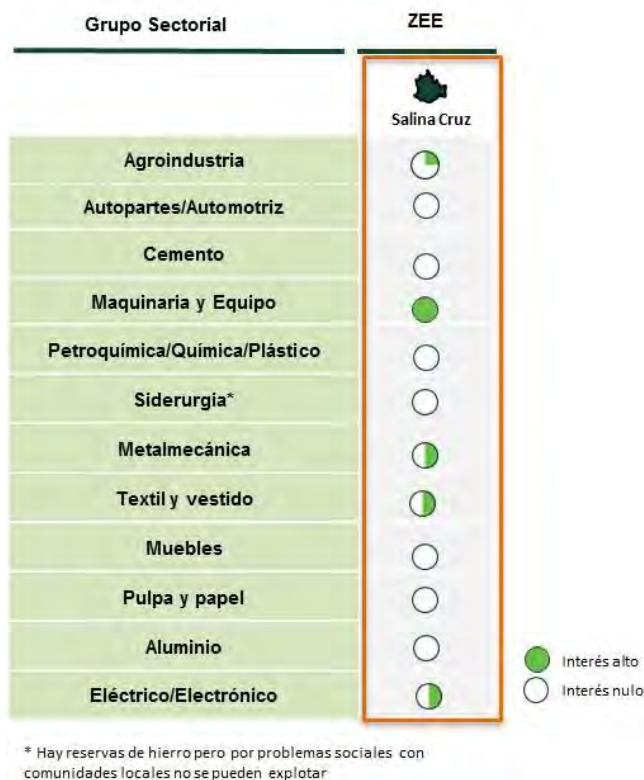 Grupo Sectorial
ZEE
Salina Cruz
Agroindustria
Autopartes/Automotriz
Cemento
Maquinaria y Equipo
Petroquímica/Química/Plástico
Siderurgia*
Metalmecánica
Textil y vestido
Muebles
Pulpa y papel
Aluminio
Eléctrico/Electrónico
Interés alto
Interés nulo
* Hay reservas de hierro pero por problemas sociales con
comunidades locales no se pueden explotar